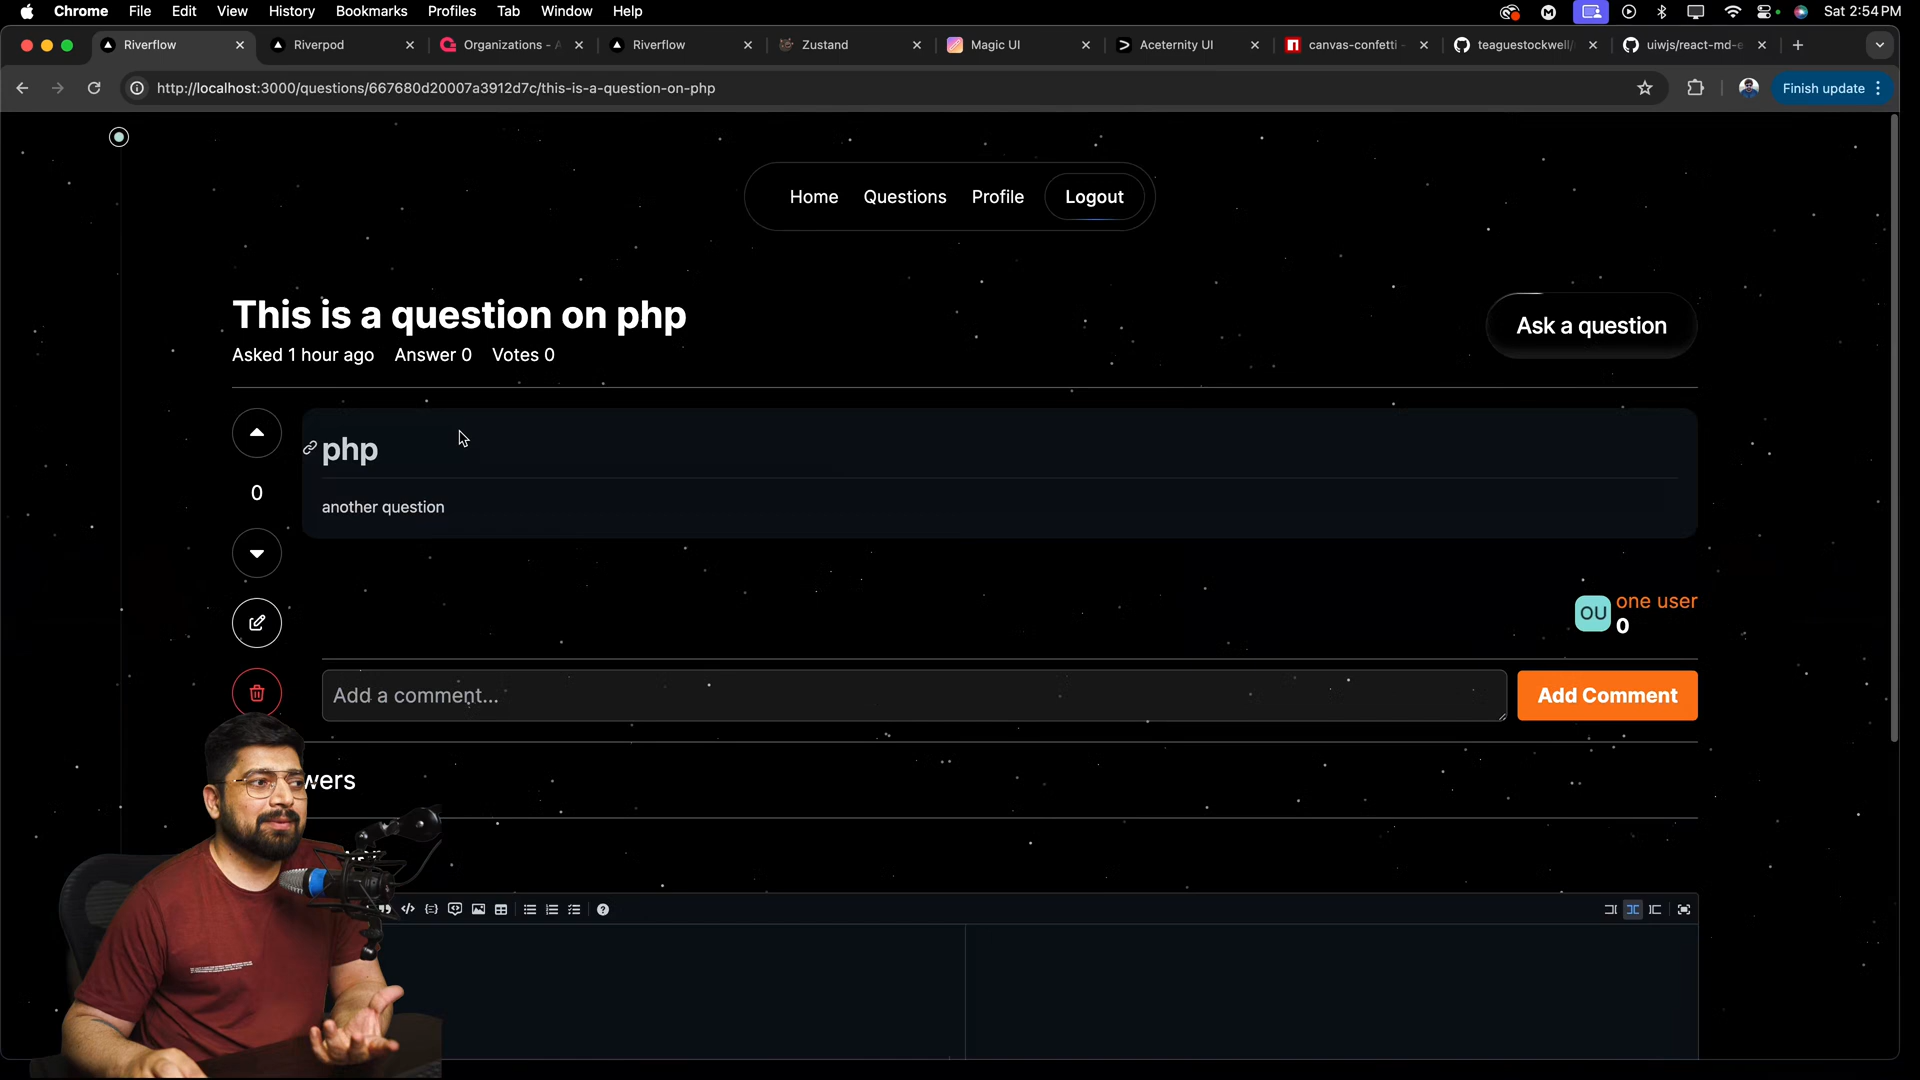 Chrome File Edit View History Bookmarks Profiles Tab Window Help Sat 2:54 PM
Riverflow Riverpod Organizations - A Riverflow Zustand Magic UI Aceternity UI canvas-confetti - teaguestockwell/ uiwjs/react-md-e
http://localhost:3000/questions/667680d20007a3912d7c/this-is-a-question-on-php Finish update
Home Questions Profile Logout
This is a question on php
Ask a question
Asked 1 hour ago Answer 0 Votes 0
php
0
another question
OU one user
0
Add a comment... Add Comment
wers